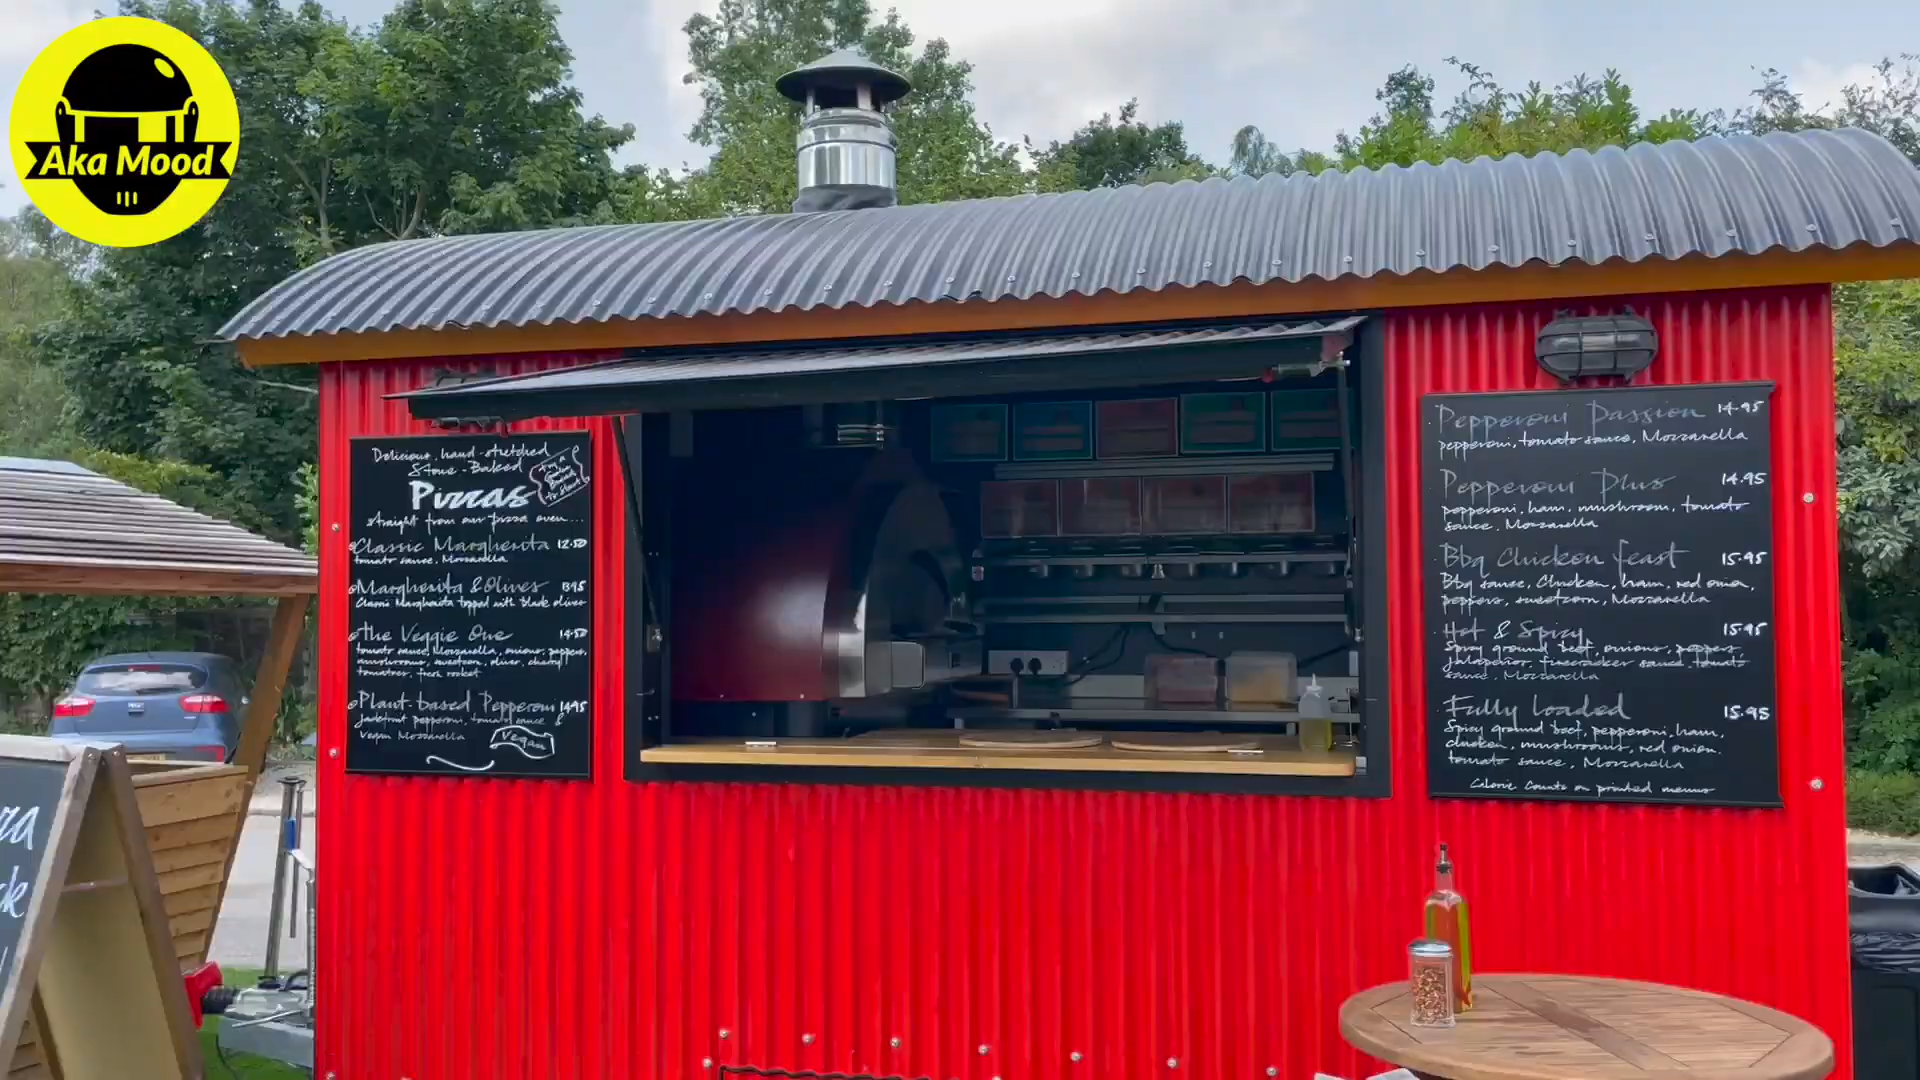 Aka Mood
Delicious, hand-stretched
Stone-Baked
Pizzas
straight from our pizza oven...
Classic Margherita 12.50
tomato sauce, Mozzarella
Margherita & Olives 13.95
Classic Margherita topped with black olives
The Veggie One 14.50
tomato sauce, Mozzarella, onions, peppers,
mushrooms, sweetcorn, olives, cherry
tomatoes, fresh rocket
Plant-based Pepperoni 14.95
Jackfruit pepperoni, tomato sauce &
Vegan Mozzarella
Vegan
Pepperoni Passion 14.95
pepperoni, tomato sauce, Mozzarella
Pepperoni Plus 14.95
pepperoni, ham, mushroom, tomato
sauce, Mozzarella
Bbq Chicken feast 15.95
Bbq sauce, Chicken, ham, red onion,
peppers, sweetcorn, Mozzarella
Hot & Spicy 15.95
Spicy ground beef, onions, peppers,
jalapeños, firecracker sauce, tomato
sauce, Mozzarella
Fully loaded 15.95
Spicy ground beef, pepperoni, ham,
chicken, mushrooms, red onion,
tomato sauce, Mozzarella
Calorie Counts on printed menus